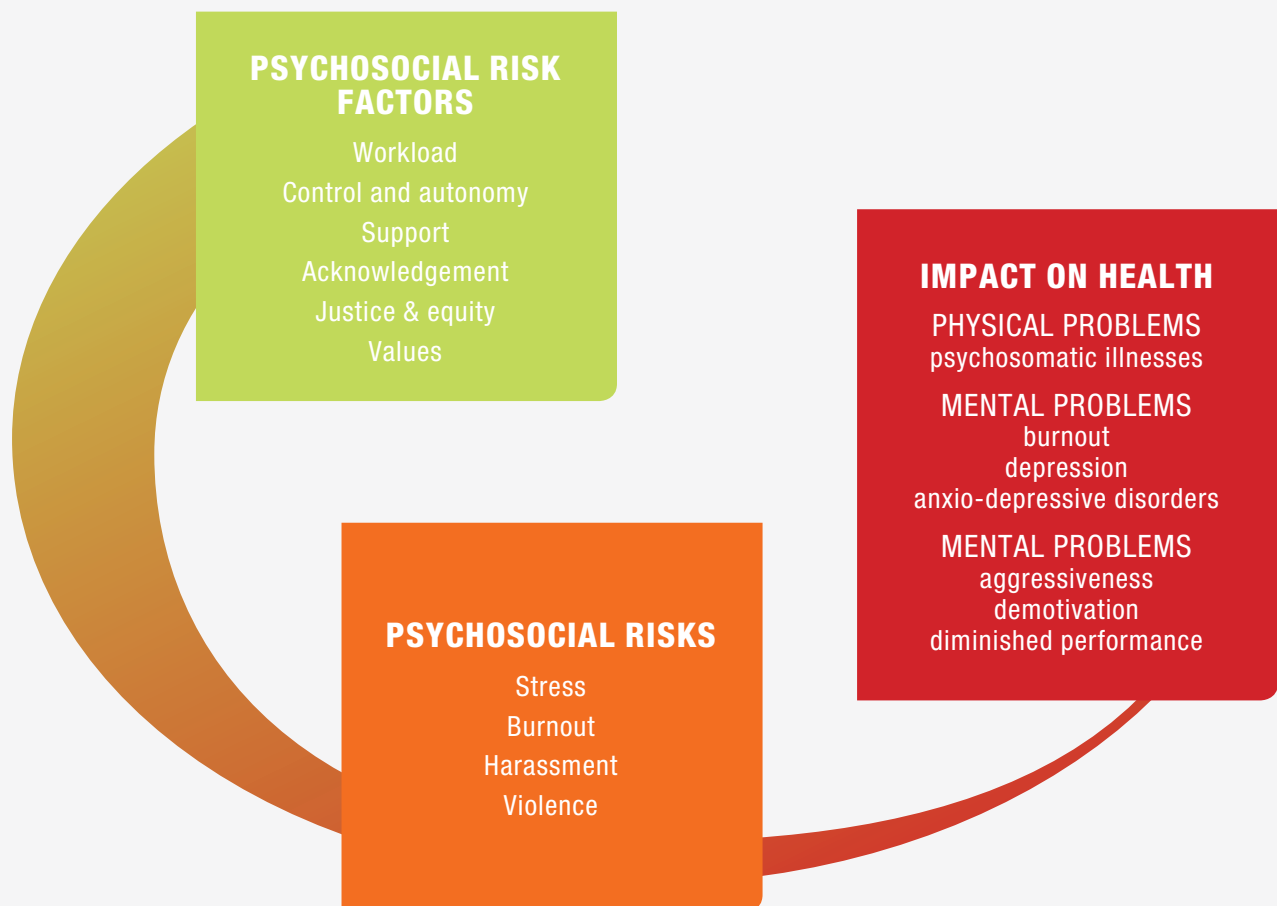 PSYCHOSOCIAL RISK
FACTORS
Workload
Control and autonomy
Support
Acknowledgement
Justice & equity
Values
PSYCHOSOCIAL RISKS
Stress
Burnout
Harassment
Violence
IMPACT ON HEALTH
PHYSICAL PROBLEMS
psychosomatic illnesses
MENTAL PROBLEMS
burnout
depression
anxio-depressive disorders
MENTAL PROBLEMS
aggressiveness
demotivation
diminished performance